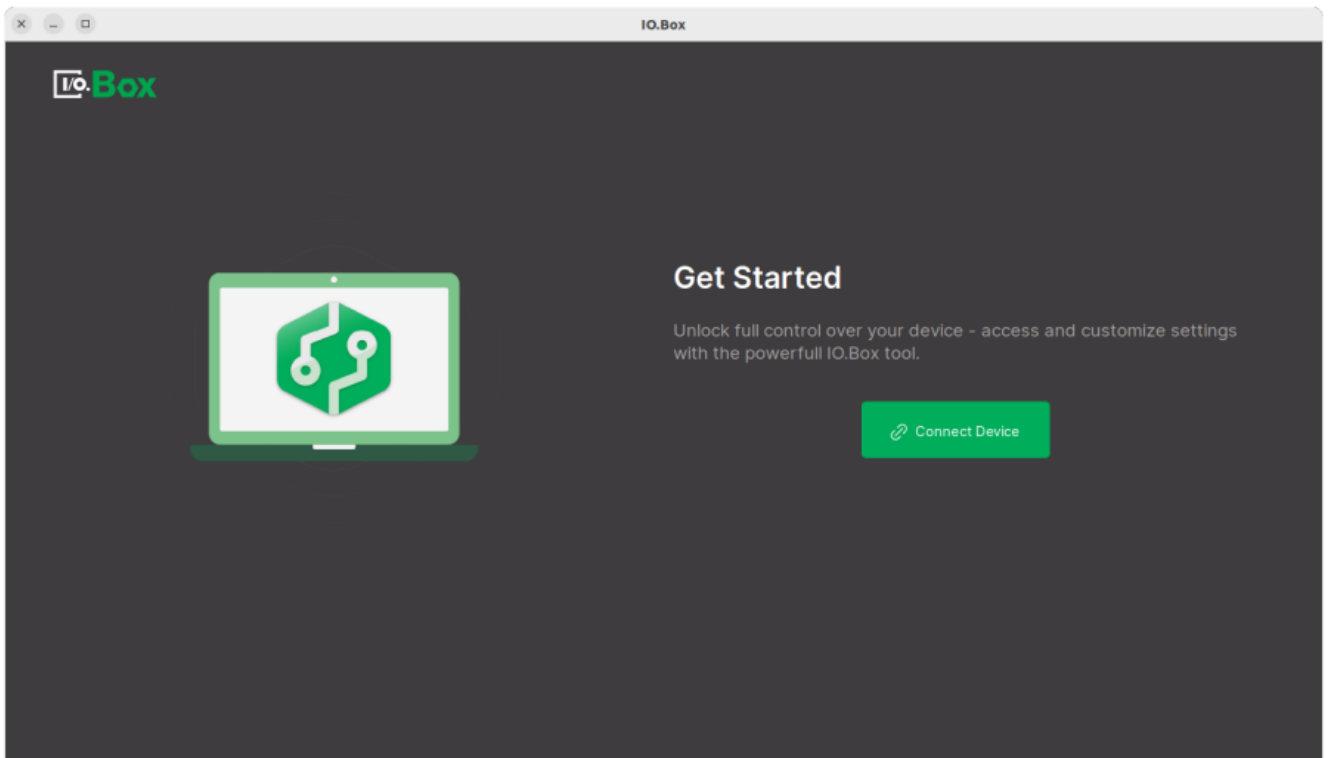 IO.Box
I/O.Box
Get Started
Unlock full control over your device - access and customize settings
with the powerfull IO.Box tool.
Connect Device